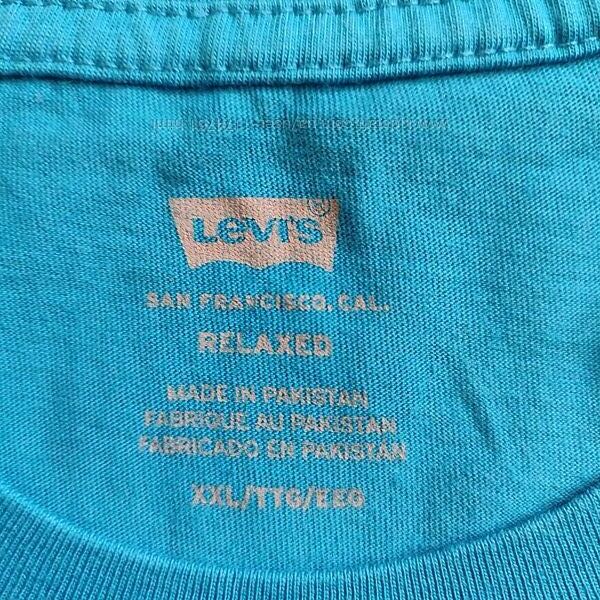 Levi's
SAN FRANCISCO, CAL.
RELAXED
MADE IN PAKISTAN
FABRIQUE AU PAKISTAN
FABRICADO EN PAKISTAN
XXL/TTG/EEG